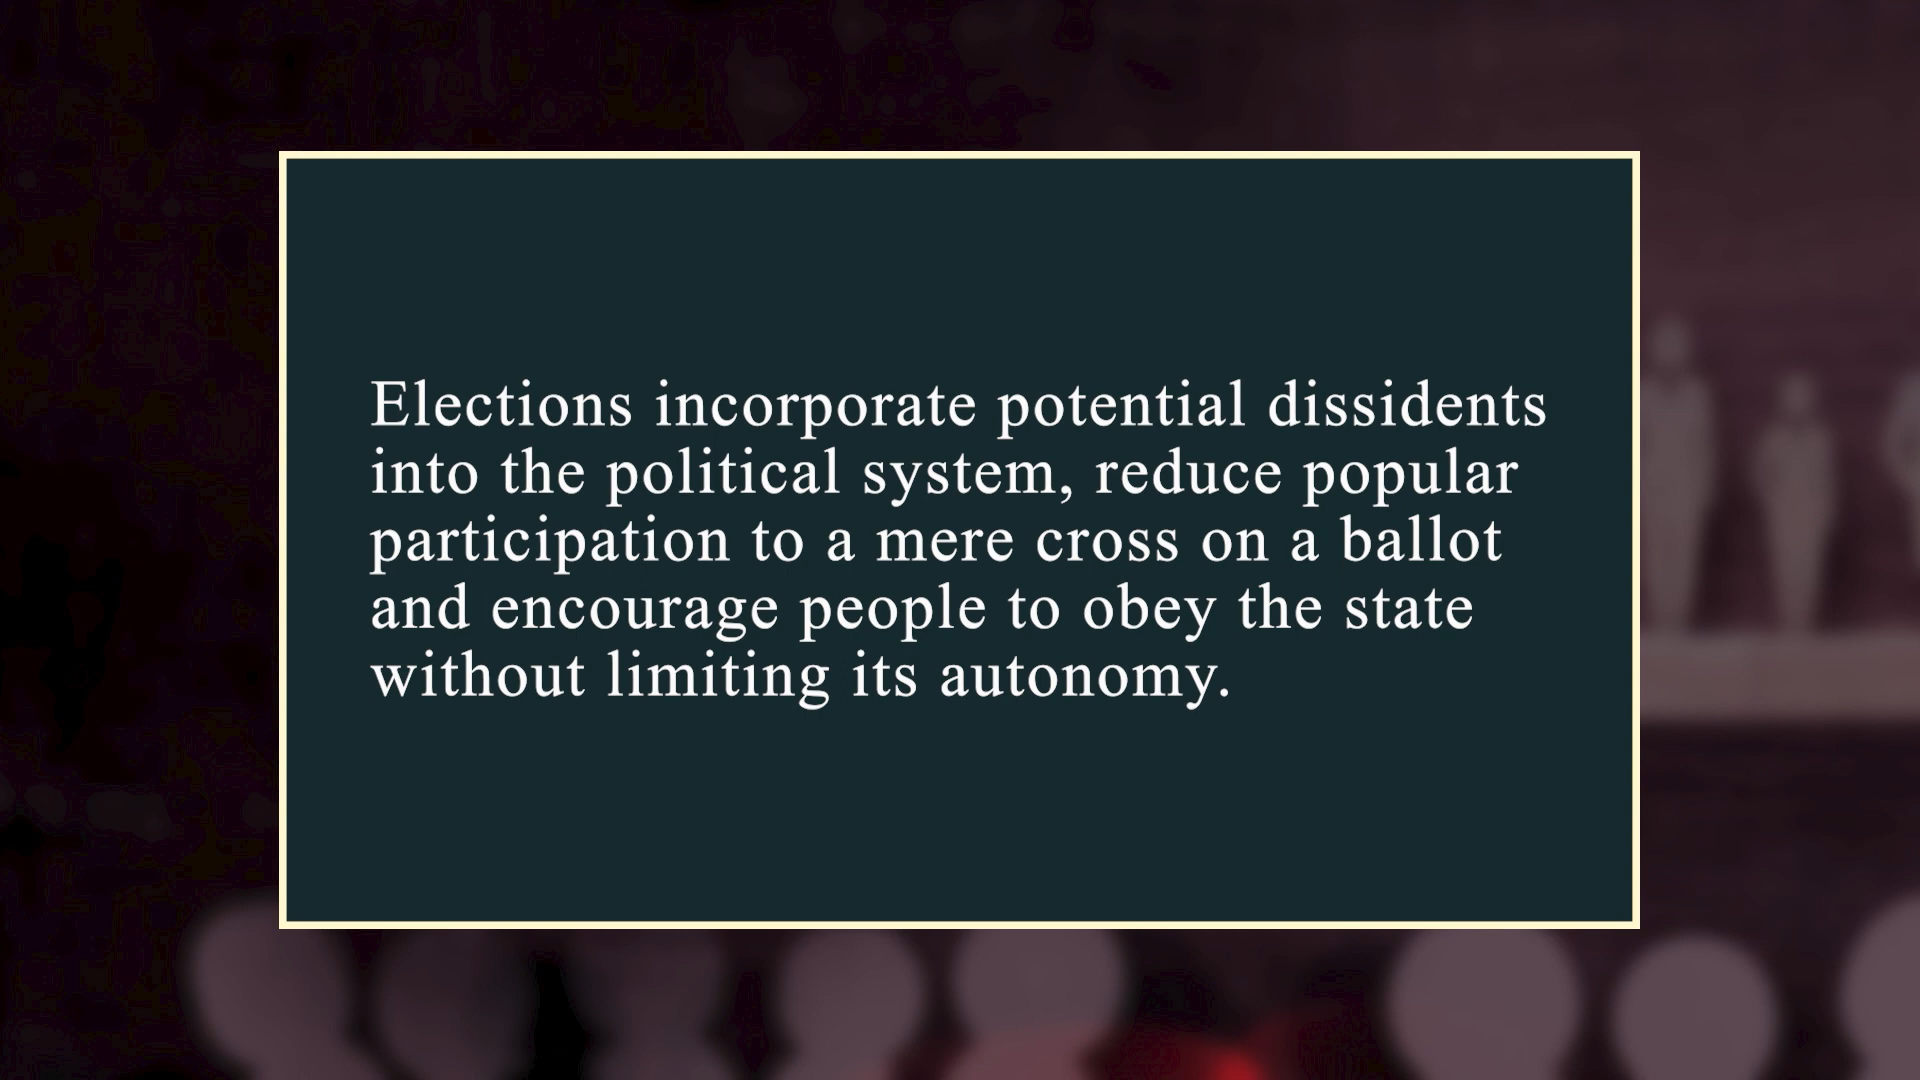 Elections incorporate potential dissidents
into the political system, reduce popular
participation to a mere cross on a ballot
and encourage people to obey the state
without limiting its autonomy.